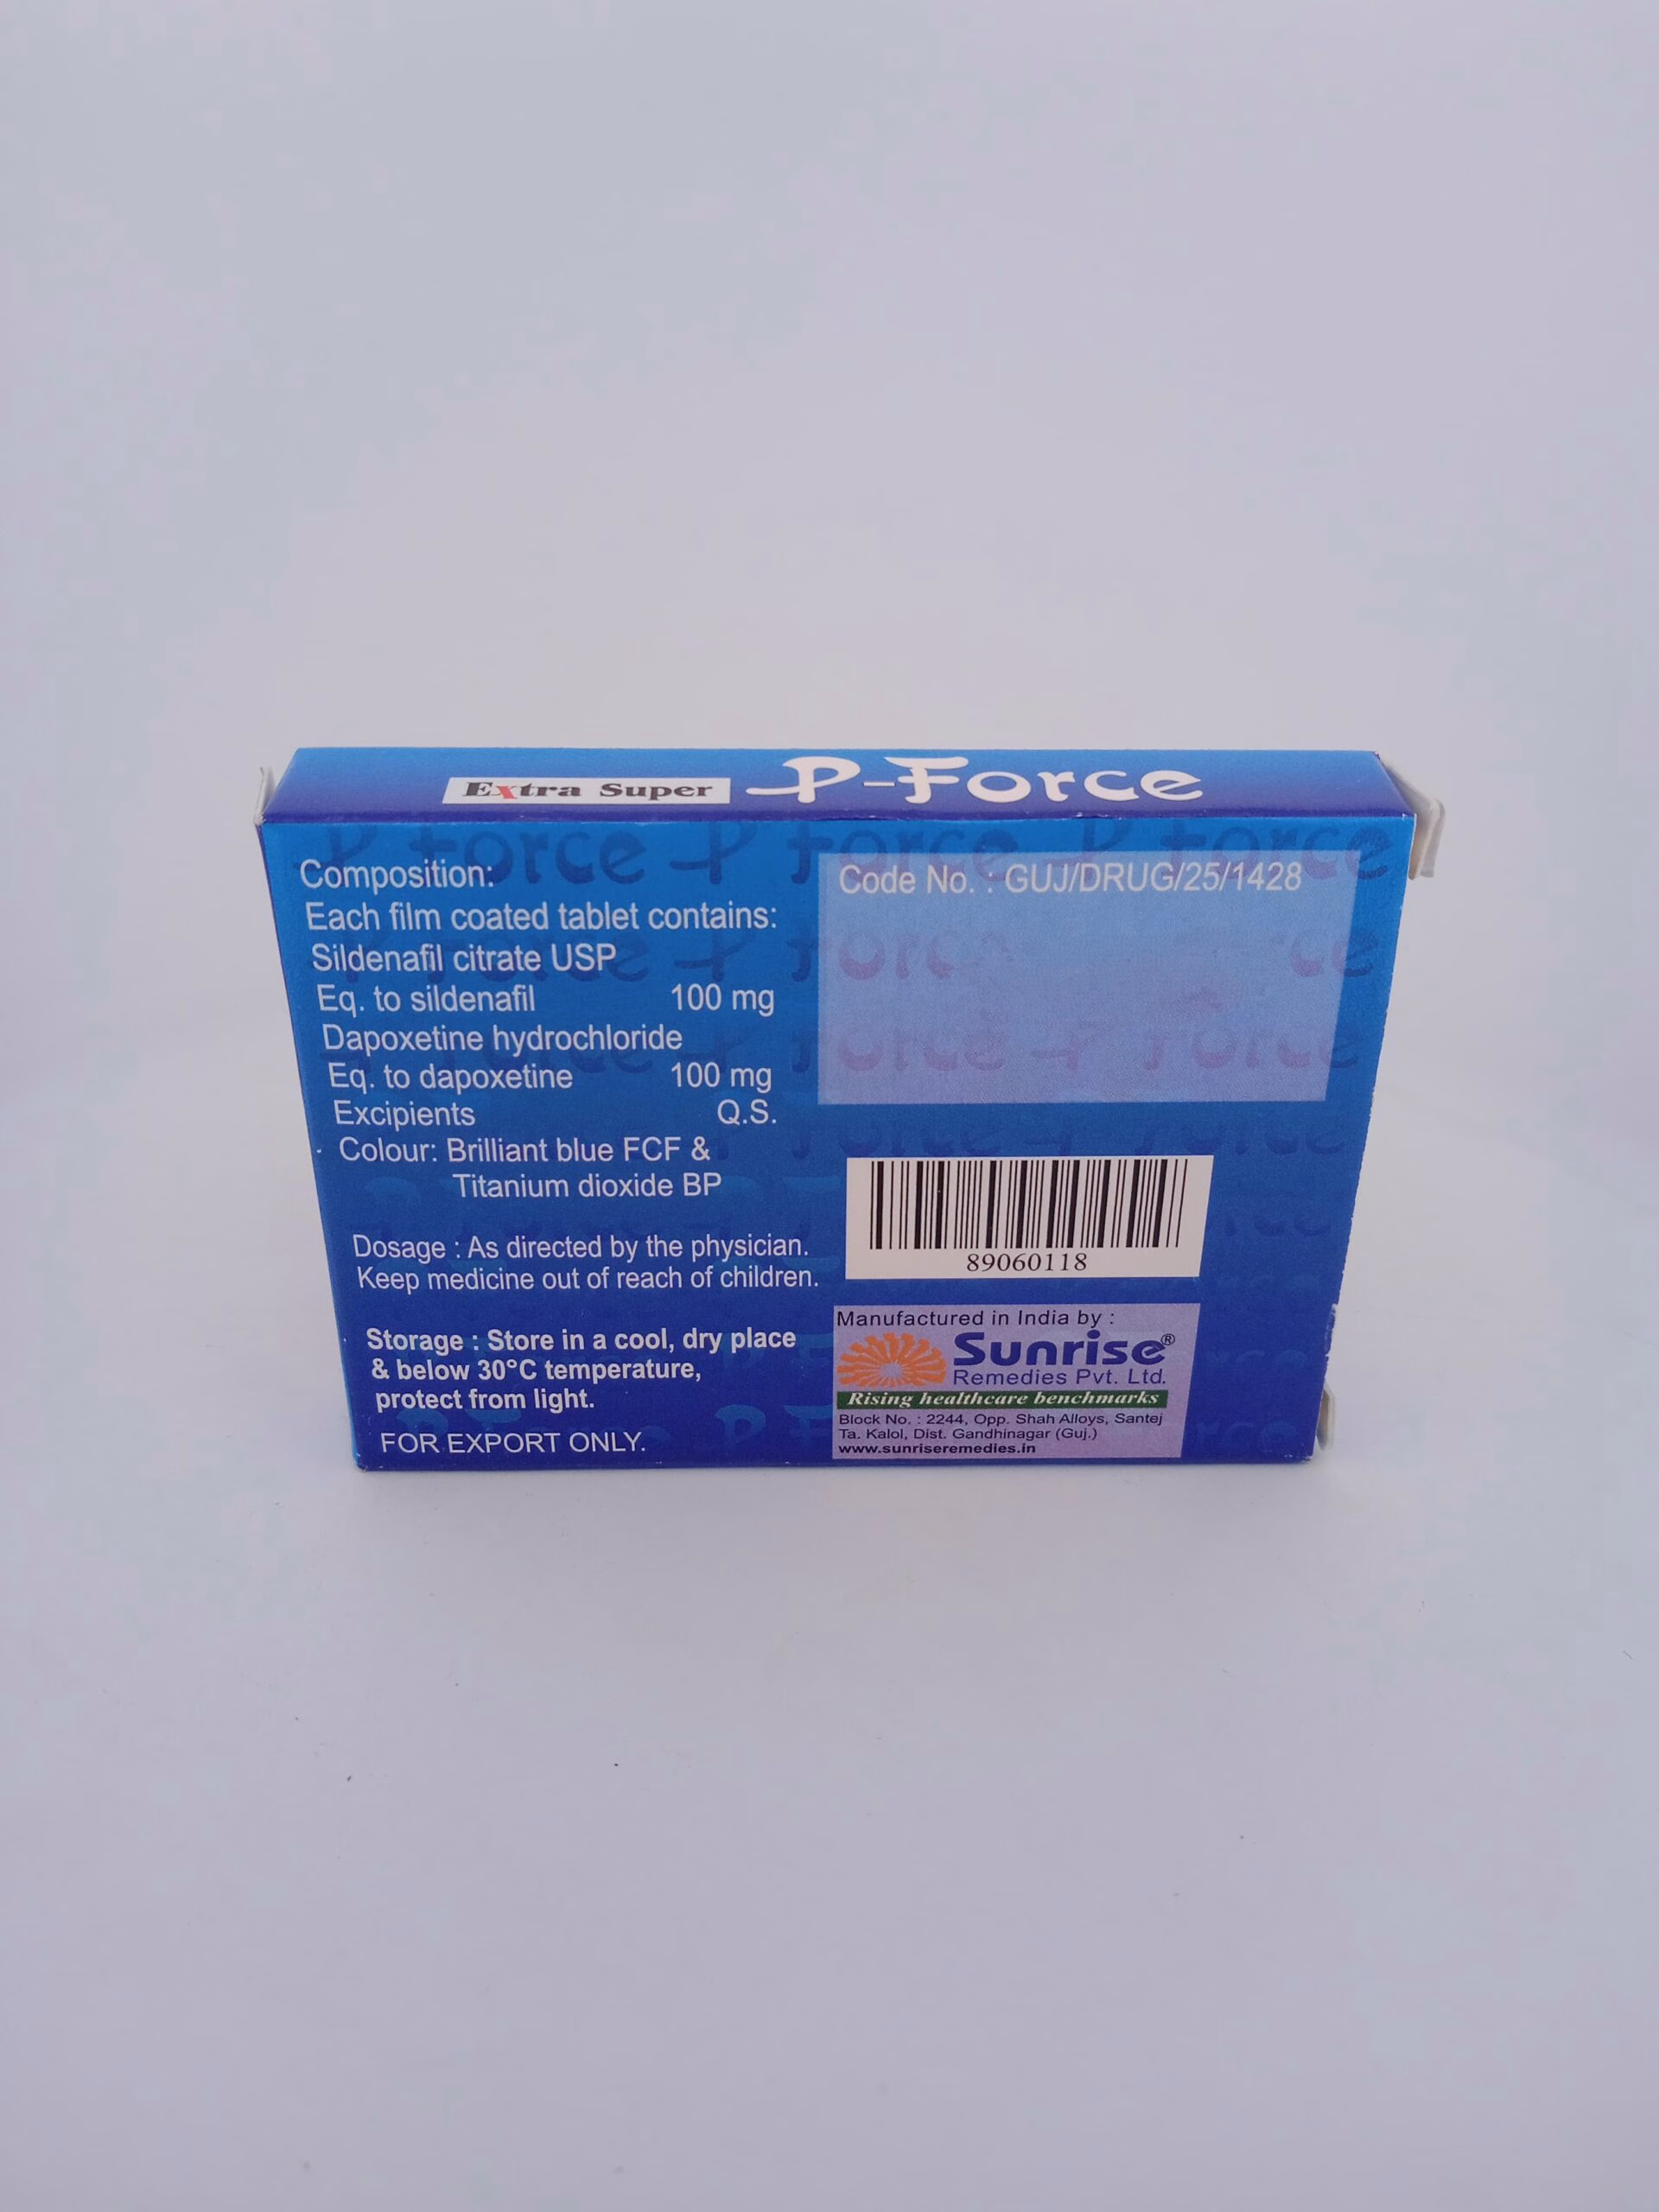 Extra Super P-Force
Composition:
Each film coated tablet contains:
Sildenafil citrate USP
Eq. to sildenafil 100 mg
Dapoxetine hydrochloride
Eq. to dapoxetine 100 mg
Excipients Q.S.
Colour: Brilliant blue FCF &
Titanium dioxide BP
Dosage : As directed by the physician.
Keep medicine out of reach of children.
Storage : Store in a cool, dry place
& below 30°C temperature,
protect from light.
FOR EXPORT ONLY.
Code No. : GUJ/DRUG/25/1428
89060118
Manufactured in India by :
Sunrise®
Remedies Pvt. Ltd.
Rising healthcare benchmarks
Block No. : 2244, Opp. Shah Alloys, Santej
Ta. Kalol, Dist. Gandhinagar (Guj.)
www.sunriseremedies.in